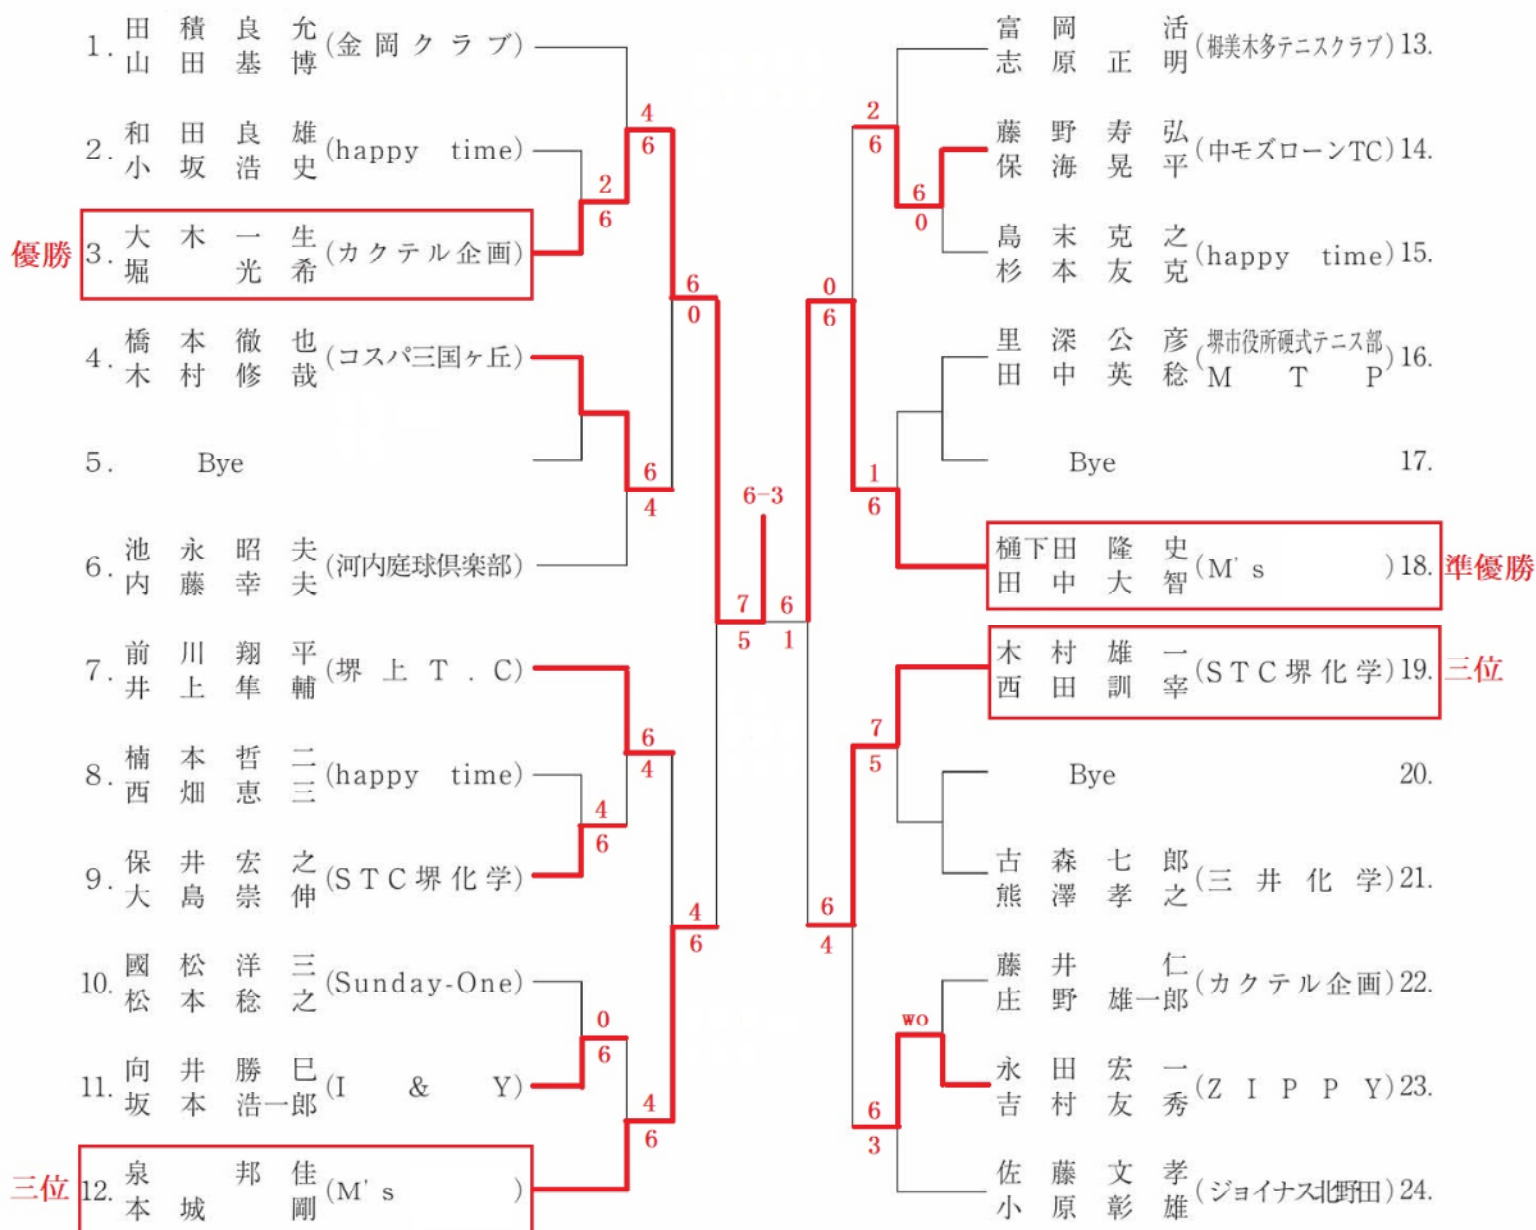 1. 田積良允 (金岡クラブ)
山田基博
2. 和田良雄 (happy time)
小坂浩史
優勝 3. 大木一生 (カクテル企画)
堀光希
4. 橋本徹也 (コスパ三国ヶ丘)
木村修哉
5. Bye
6. 池永昭夫 (河内庭球倶楽部)
内藤幸夫
7. 前川翔平 (堺上T.C)
井上隼輔
8. 楠本哲二 (happy time)
西畑恵三
9. 保井宏之 (STC堺化学)
大島崇伸
10. 國松洋三 (Sunday-One)
松本稔之
11. 向井勝巳 (I & Y)
坂本浩一郎
三位 12. 泉邦佳 (M's)
本城剛
4
6
2
6
6
0
6
4
7
5
6
4
4
6
4
6
0
6
4
6
6-3
6
1
2
6
6
0
0
6
1
6
7
5
6
4
wo
6
3
富岡活 (栂美木多テニスクラブ) 13.
志原正明
藤野寿弘 (中モズローンTC) 14.
保海晃平
島末克之 (happy time) 15.
杉本友克
里深公彦 (堺市役所硬式テニス部 16.
田中英稔 MTP)
Bye 17.
樋下田隆史 (M's) 18. 準優勝
田中大智
木村雄一 (STC堺化学) 19. 三位
西田訓宰
Bye 20.
古森七郎 (三井化学) 21.
熊澤孝之
藤井仁 (カクテル企画) 22.
庄野雄一郎
永田宏一 (ZIPPY) 23.
吉村友秀
佐藤文孝 (ジョイナス北野田) 24.
小原彰雄